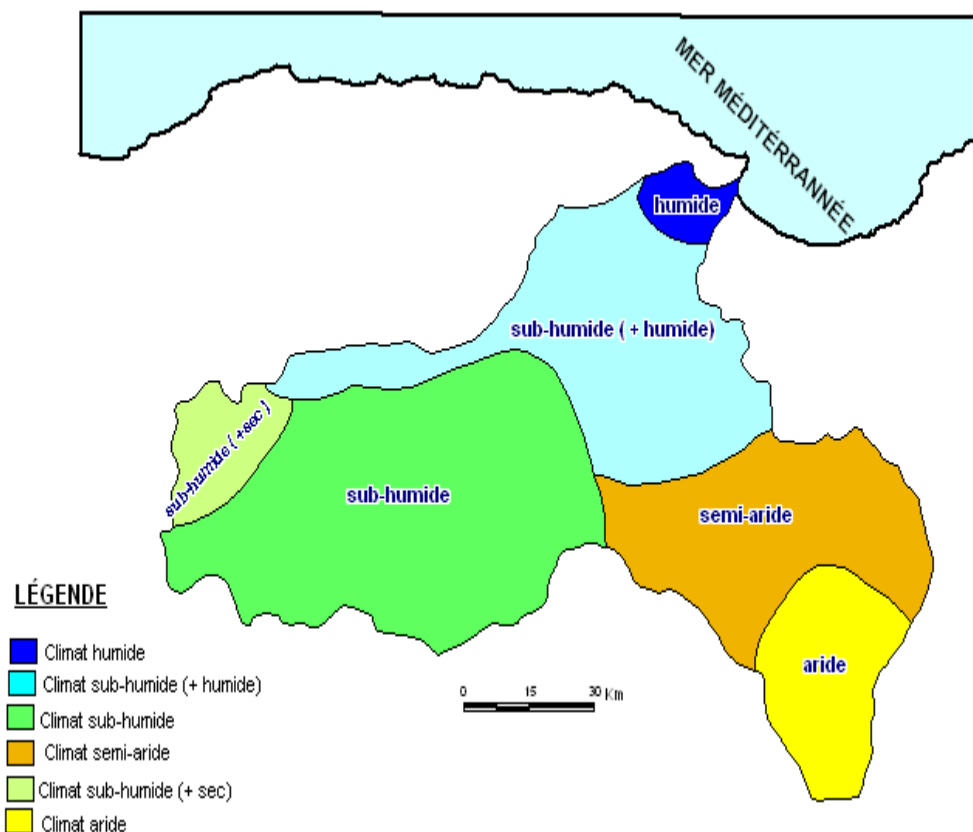 MER MÉDITÉRRANNÉE
humide
sub-humide ( + humide)
sub-humide ( +sec )
sub-humide
semi-aride
aride
LÉGENDE
Climat humide
Climat sub-humide (+ humide)
Climat sub-humide
Climat semi-aride
Climat sub-humide (+ sec)
Climat aride
0 15 30 Km